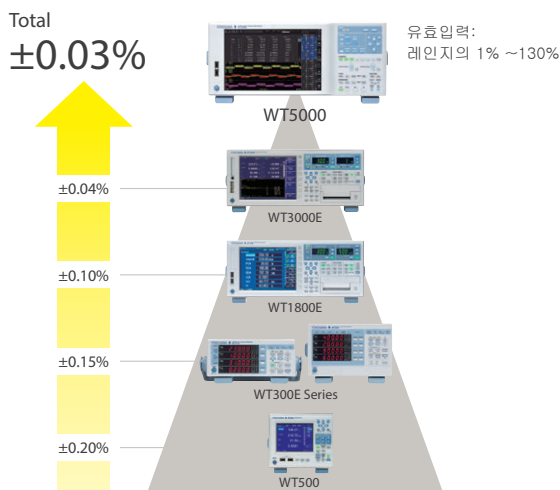 Total
±0.03%
유효입력:
레인지의 1% ~130%
WT5000
±0.04%
WT3000E
±0.10%
WT1800E
±0.15%
WT300E Series
±0.20%
WT500